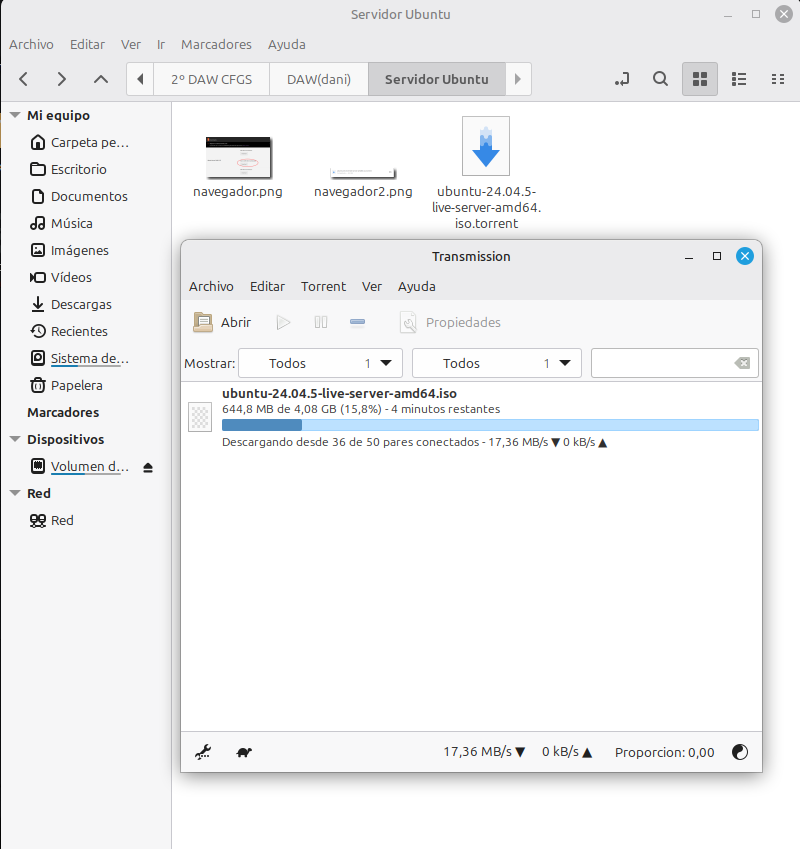 Servidor Ubuntu
Archivo Editar Ver Ir Marcadores Ayuda
2º DAW CFGS DAW(dani) Servidor Ubuntu
Mi equipo
Carpeta pe...
Escritorio
Documentos
Música
Imágenes
Vídeos
Descargas
Recientes
Sistema de...
Papelera
Marcadores
Dispositivos
Volumen d...
Red
Red
navegador.png
navegador2.png
ubuntu-24.04.5-
live-server-amd64.
iso.torrent
Transmission
Archivo Editar Torrent Ver Ayuda
Abrir Propiedades
Mostrar: Todos 1 Todos 1
ubuntu-24.04.5-live-server-amd64.iso
644,8 MB de 4,08 GB (15,8%) - 4 minutos restantes
Descargando desde 36 de 50 pares conectados - 17,36 MB/s ▼ 0 kB/s ▲
17,36 MB/s ▼ 0 kB/s ▲ Proporcion: 0,00